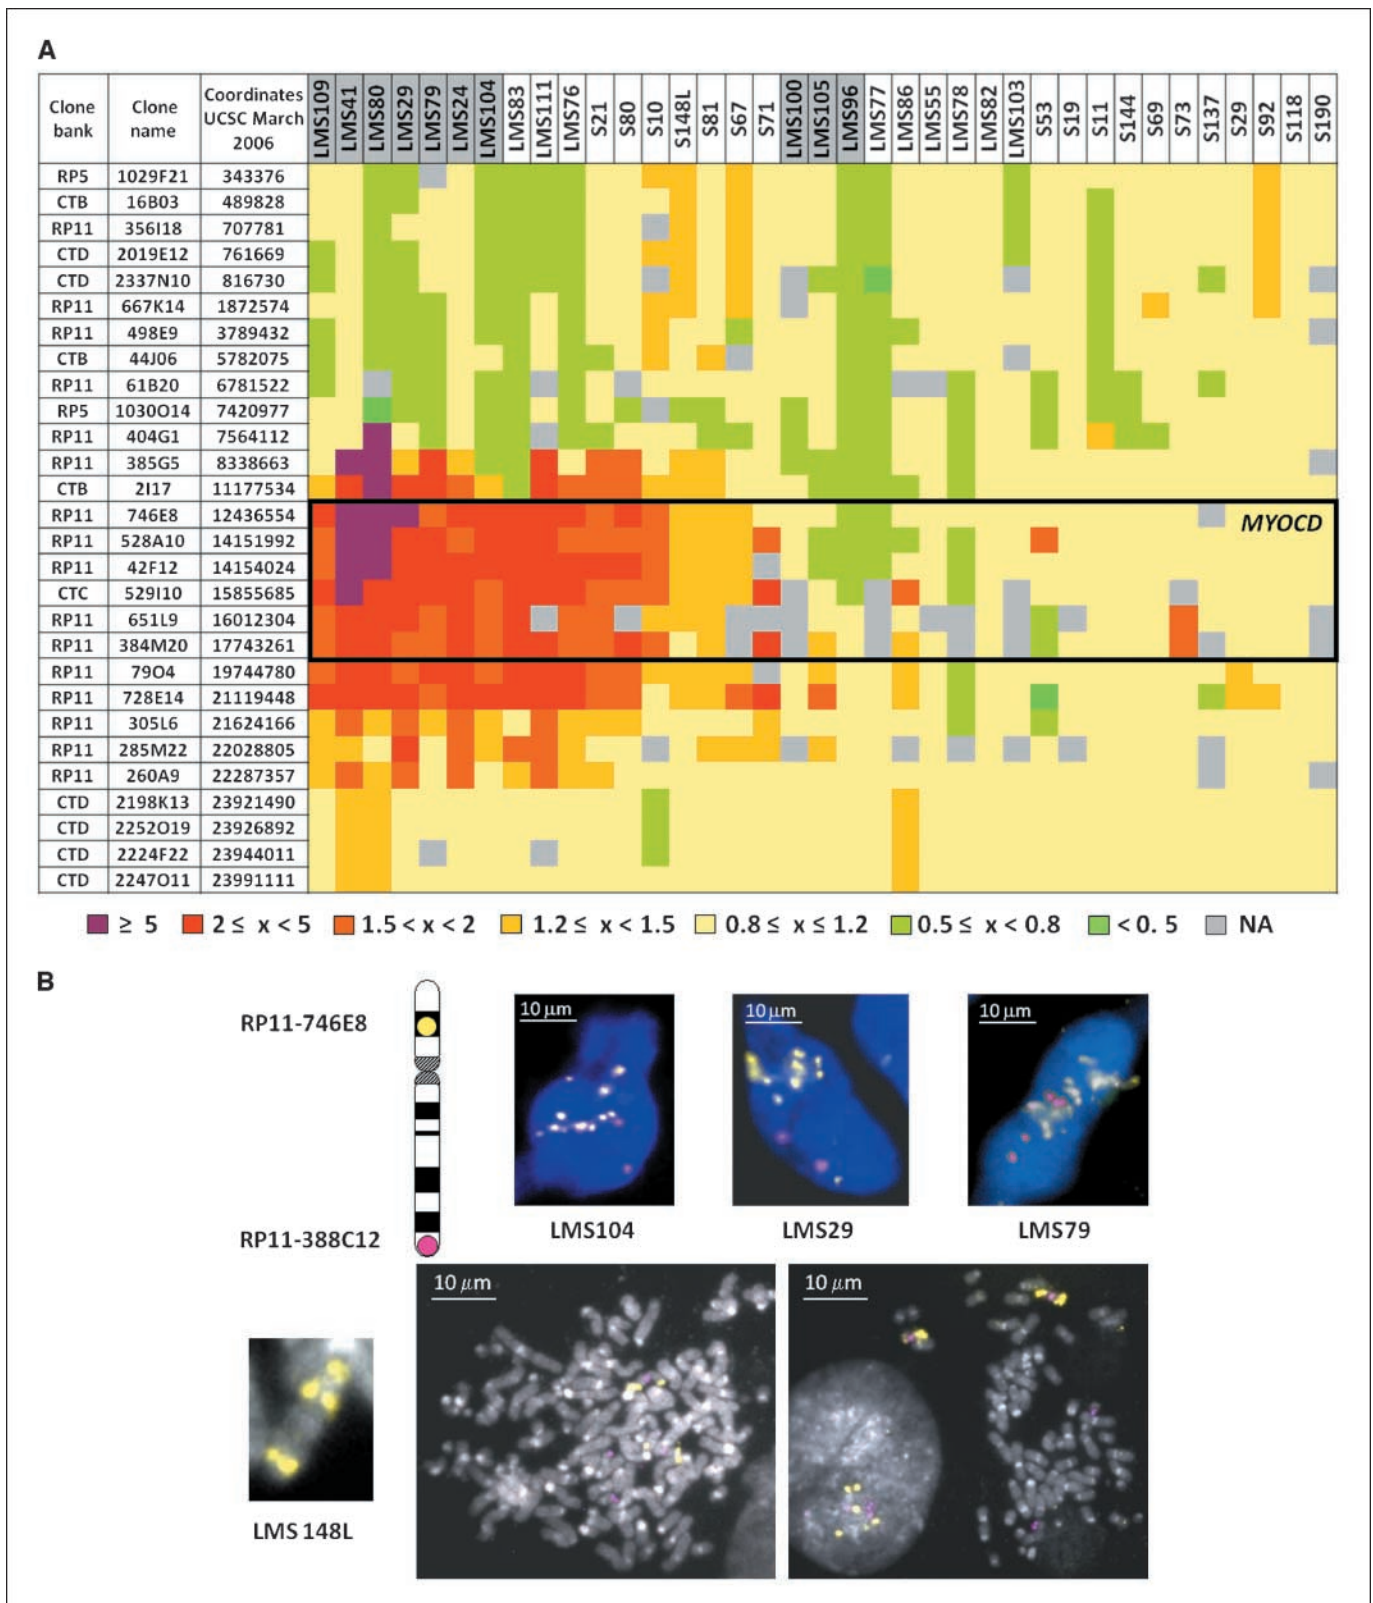 A
Clone bank Clone name Coordinates UCSC March 2006 LMS109 LMS41 LMS80 LMS29 LMS79 LMS24 LMS104 LMS83 LMS111 LMS76 S21 S80 S10 S148L S81 S67 S71 LMS100 LMS105 LMS96 LMS77 LMS86 LMS55 LMS78 LMS82 LMS103 S53 S19 S11 S144 S69 S73 S137 S29 S92 S118 S190
RP5 1029F21 343376
CTB 16B03 489828
RP11 356I18 707781
CTD 2019E12 761669
CTD 2337N10 816730
RP11 667K14 1872574
RP11 498E9 3789432
CTB 44J06 5782075
RP11 61B20 6781522
RP5 1030O14 7420977
RP11 404G1 7564112
RP11 385G5 8338663
CTB 2I17 11177534
RP11 746E8 12436554 MYOCD
RP11 528A10 14151992
RP11 42F12 14154024
CTC 529I10 15855685
RP11 651L9 16012304
RP11 384M20 17743261
RP11 79O4 19744780
RP11 728E14 21119448
RP11 305L6 21624166
RP11 285M22 22028805
RP11 260A9 22287357
CTD 2198K13 23921490
CTD 2252O19 23926892
CTD 2224F22 23944011
CTD 2247O11 23991111
≥ 5 2 ≤ x < 5 1.5 < x < 2 1.2 ≤ x < 1.5 0.8 ≤ x ≤ 1.2 0.5 ≤ x < 0.8 < 0. 5 NA
B
RP11-746E8
10 μm 10 μm 10 μm
RP11-388C12
LMS104 LMS29 LMS79
10 μm 10 μm
LMS 148L